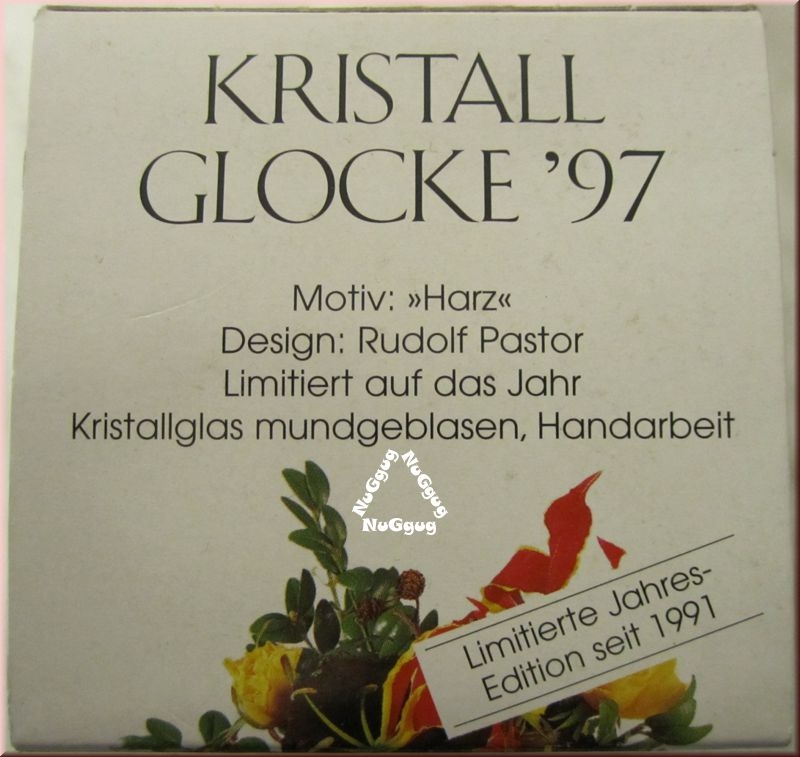 KRISTALL
GLOCKE ’97
Motiv: »Harz«
Design: Rudolf Pastor
Limitiert auf das Jahr
Kristallglas mundgeblasen, Handarbeit
NuGgug
NuGgug
NuGgug
Limitierte Jahres-
Edition seit 1991